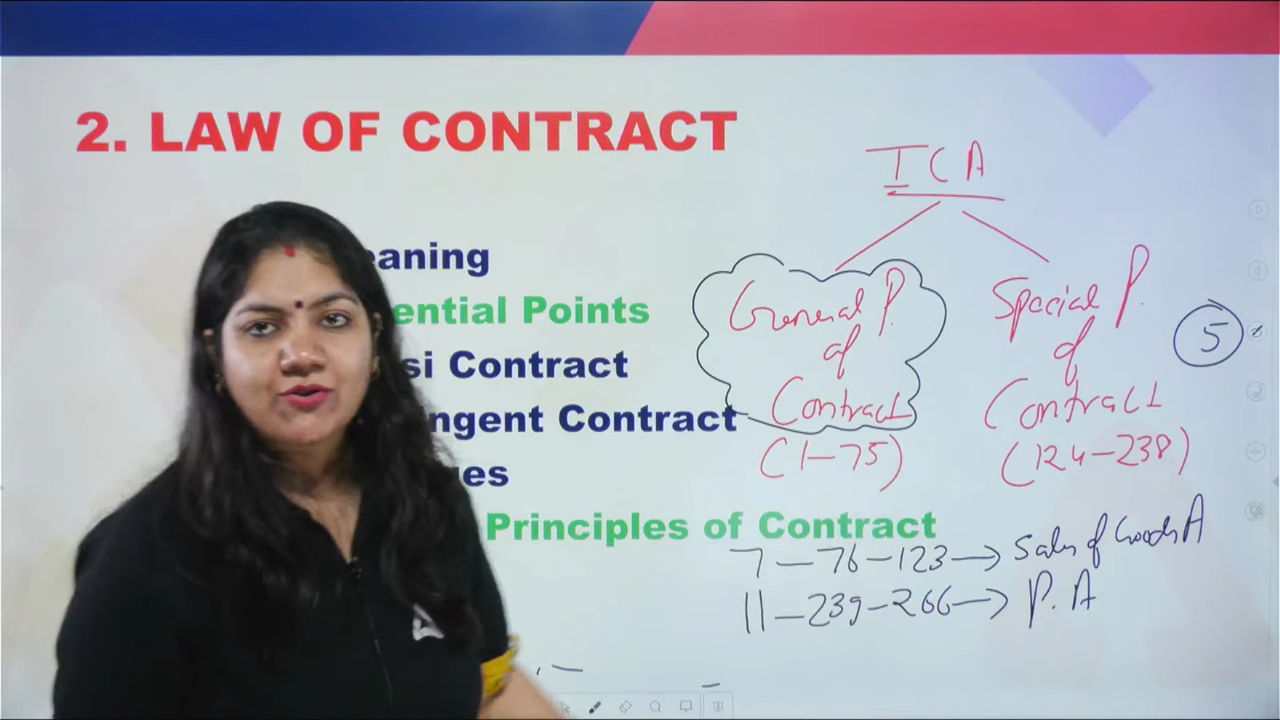 2. LAW OF CONTRACT
eaning
ential Points
si Contract
ngent Contract
es
Principles of Contract
ICA
General P.
of
Contract
(1-75)
Special P.
of
Contract
(124-238)
5
7-76-123→Sales of Goods A
11-239-266→P.A